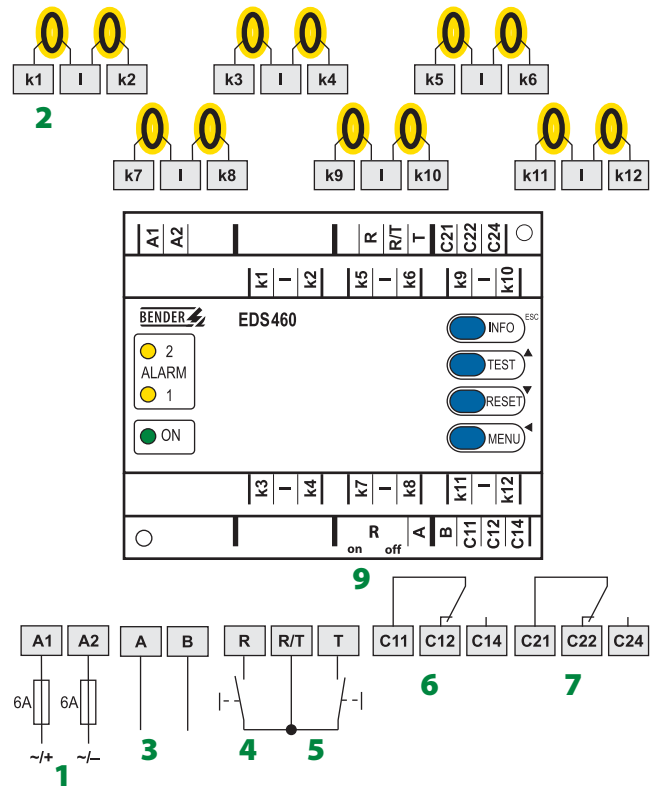 k1 I k2 k3 I k4 k5 I k6
2
k7 I k8 k9 I k10 k11 I k12
A1 A2 R R/T T C21 C22 C24
k1 I k2 k5 I k6 k9 I k10
BENDER EDS460 INFO ESC
2 TEST
ALARM
1 RESET
ON MENU
k3 I k4 k7 I k8 k11 I k12
R on off A B C11 C12 C14
9
A1 A2 A B R R/T T C11 C12 C14 C21 C22 C24
6 7
6A 6A
3 4 5
~/+ ~/–
1